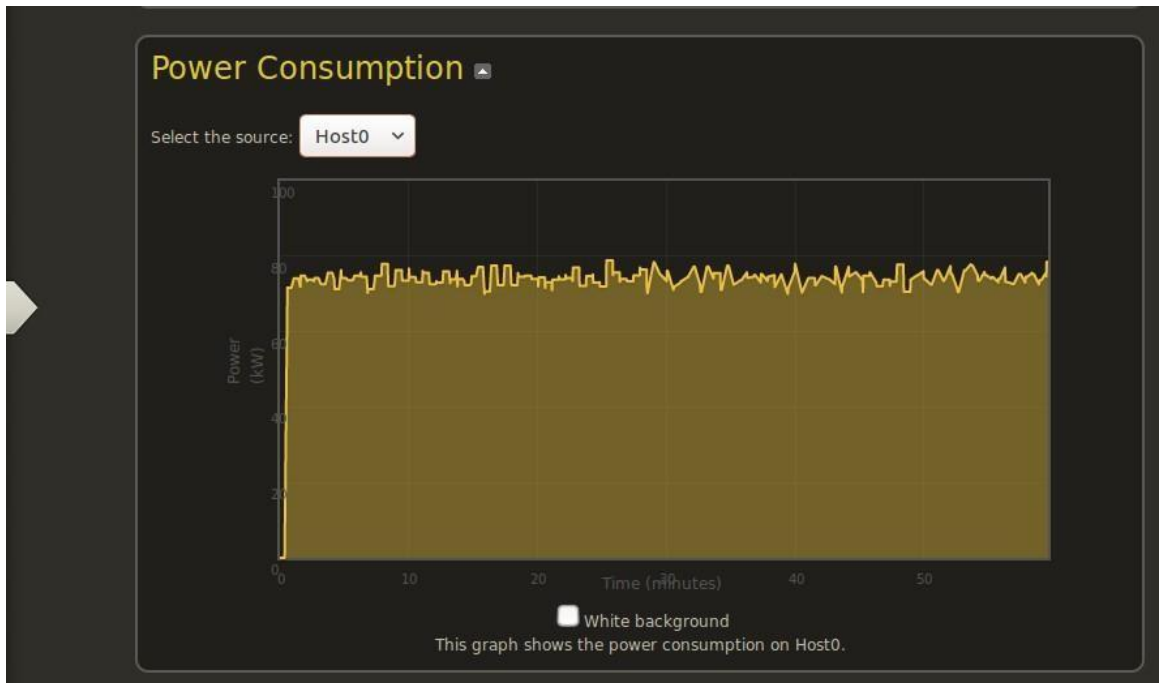 Power Consumption
Select the source: Host0
100
80
60
40
20
0
Power
(kW)
0 10 20 30 40 50
Time (minutes)
White background
This graph shows the power consumption on Host0.